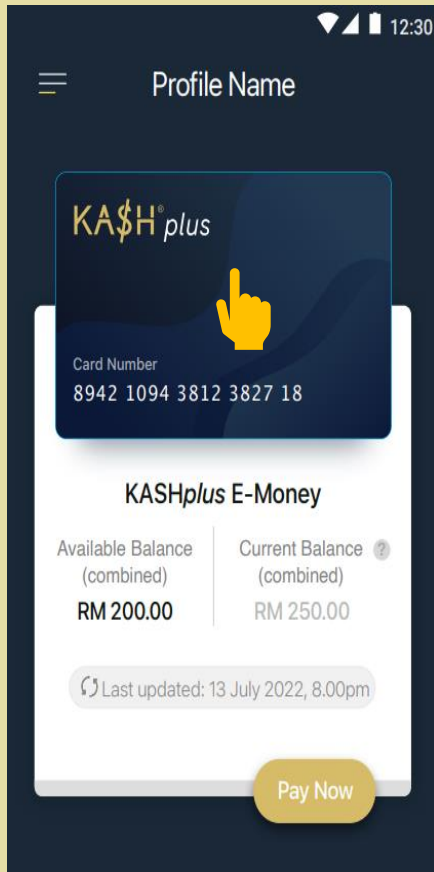 12:30
Profile Name
KA$H® plus
Card Number
8942 1094 3812 3827 18
KASHplus E-Money
Available Balance
(combined)
RM 200.00
Current Balance ?
(combined)
RM 250.00
Last updated: 13 July 2022, 8.00pm
Pay Now